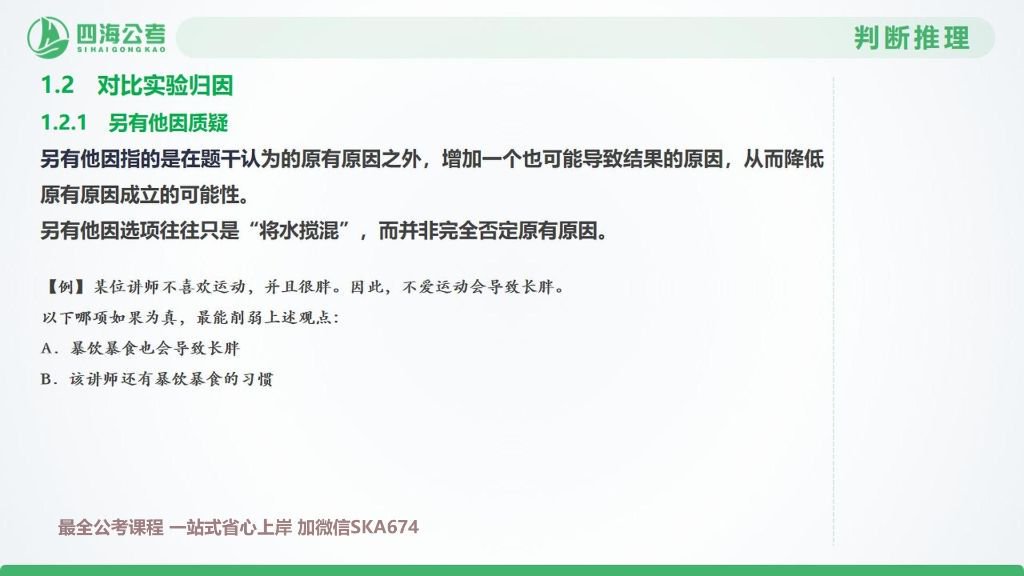 四海公考
SIHAIGONGKAO
判断推理
1.2 对比实验归因
1.2.1 另有他因质疑
另有他因指的是在题干认为的原有原因之外，增加一个也可能导致结果的原因，从而降低
原有原因成立的可能性。
另有他因选项往往只是“将水搅混”，而并非完全否定原有原因。
【例】某位讲师不喜欢运动，并且很胖。因此，不爱运动会导致长胖。
以下哪项如果为真，最能削弱上述观点：
A. 暴饮暴食也会导致长胖
B. 该讲师还有暴饮暴食的习惯
最全公考课程 一站式省心上岸 加微信SKA674